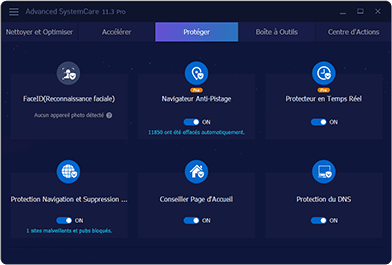 Advanced SystemCare 11.3 Pro
Nettoyer et Optimiser Accélérer Protéger Boîte à Outils Centre d'Actions
FaceID(Reconnaissance faciale)
Aucun appareil photo détecté ?
Pro
Navigateur Anti-Pistage
ON
11850 ont été effacés automatiquement.
Pro
Protecteur en Temps Réel
ON
Protection Navigation et Suppression ...
ON
1 sites malveillants et pubs bloqués.
Conseiller Page d'Accueil
ON
Protection du DNS
ON